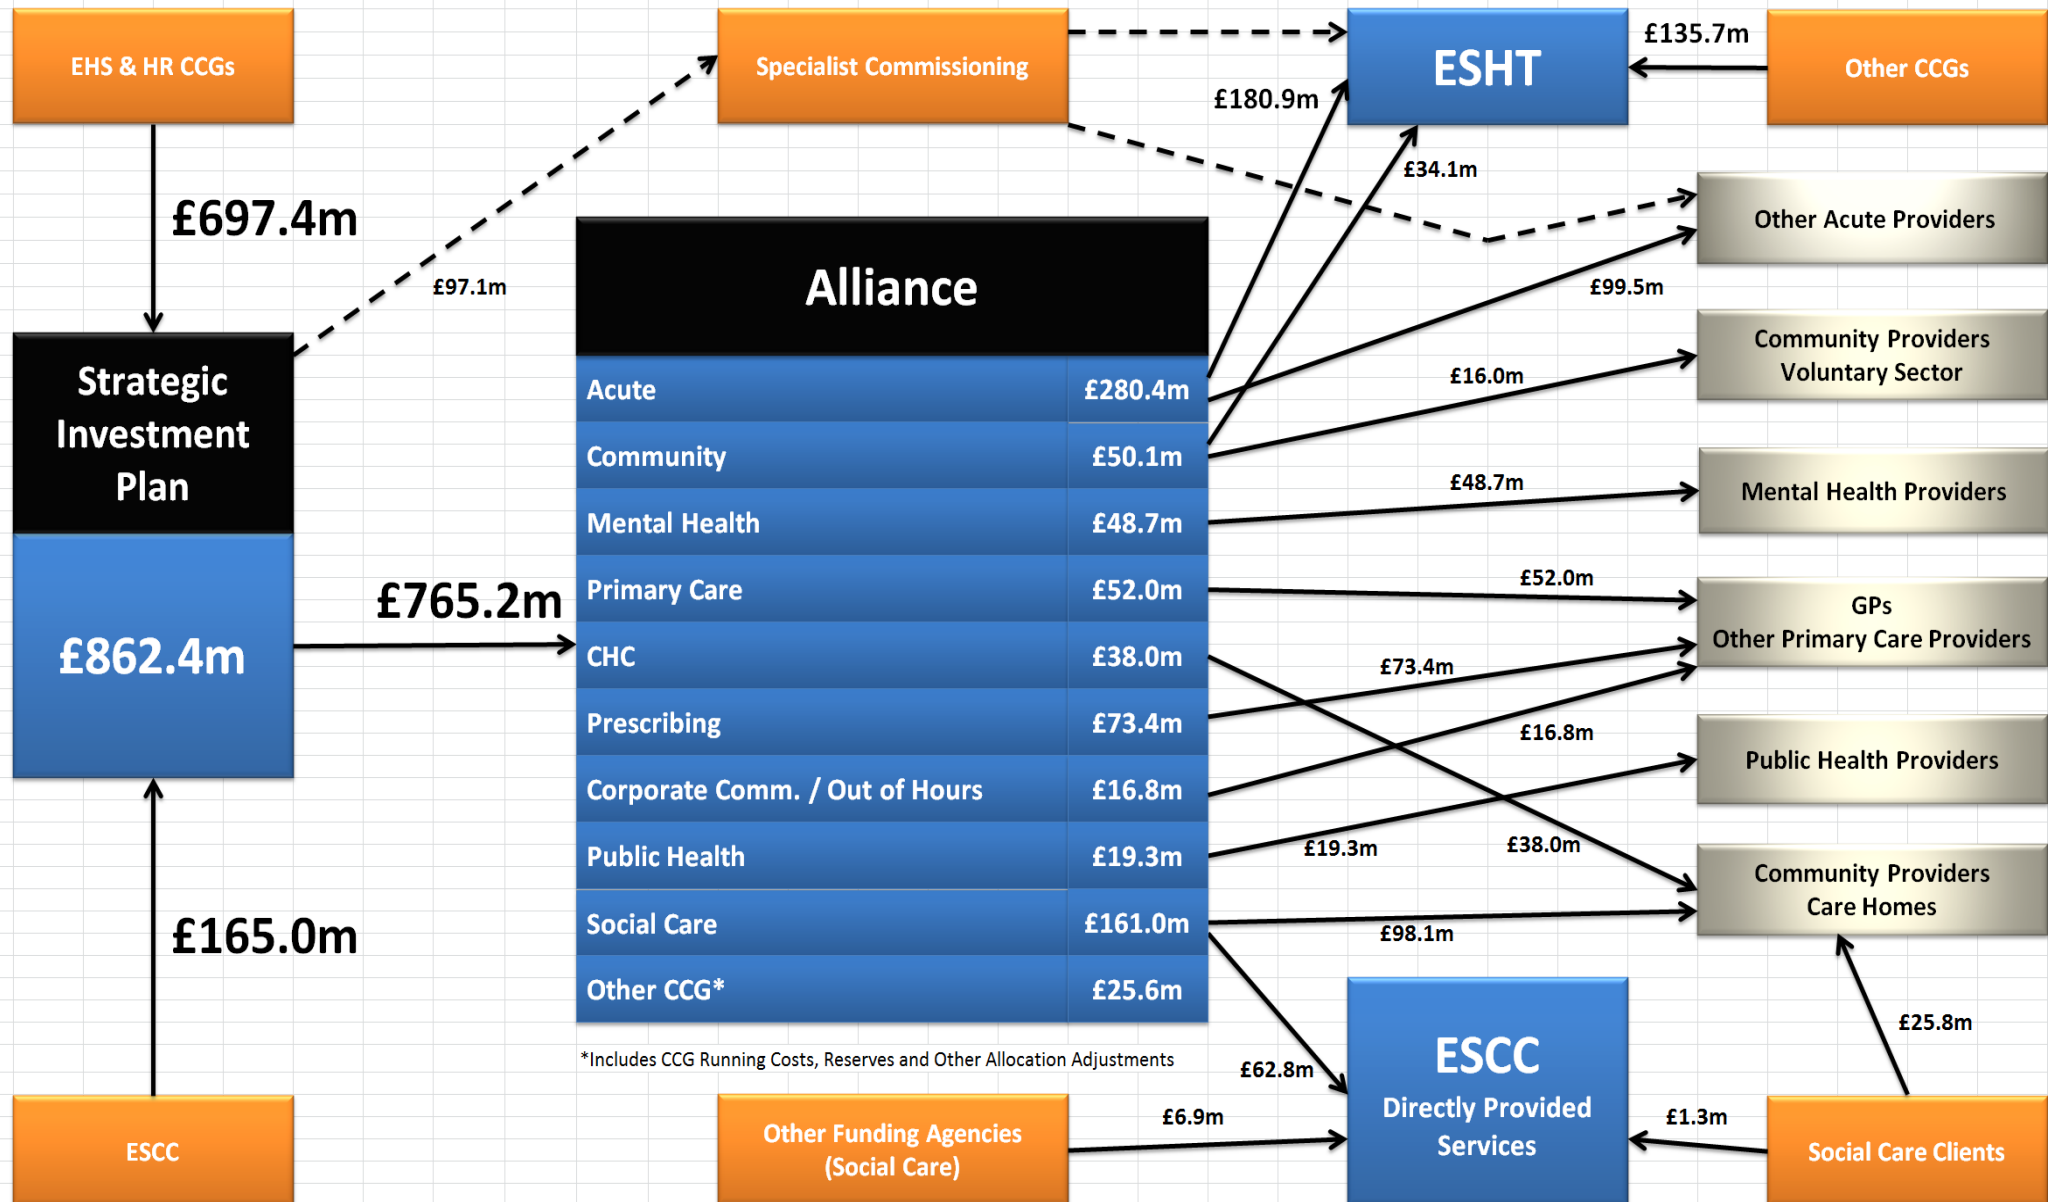 EHS & HR CCGs
Specialist Commissioning
ESHT
£135.7m
Other CCGs
£180.9m
£34.1m
£697.4m
£97.1m
Other Acute Providers
£99.5m
Alliance
Community Providers
Voluntary Sector
£16.0m
Strategic
Investment
Plan
Acute £280.4m
Community £50.1m
Mental Health £48.7m
£48.7m
Mental Health Providers
Primary Care £52.0m
£52.0m
GPs
Other Primary Care Providers
£862.4m
£765.2m
CHC £38.0m
£73.4m
Prescribing £73.4m
£16.8m
Corporate Comm. / Out of Hours £16.8m
Public Health Providers
Public Health £19.3m
£19.3m
£38.0m
Community Providers
Care Homes
£165.0m
Social Care £161.0m
£98.1m
Other CCG* £25.6m
*Includes CCG Running Costs, Reserves and Other Allocation Adjustments
£25.8m
£62.8m
ESCC
Directly Provided
Services
ESCC
Other Funding Agencies
(Social Care)
£6.9m
£1.3m
Social Care Clients